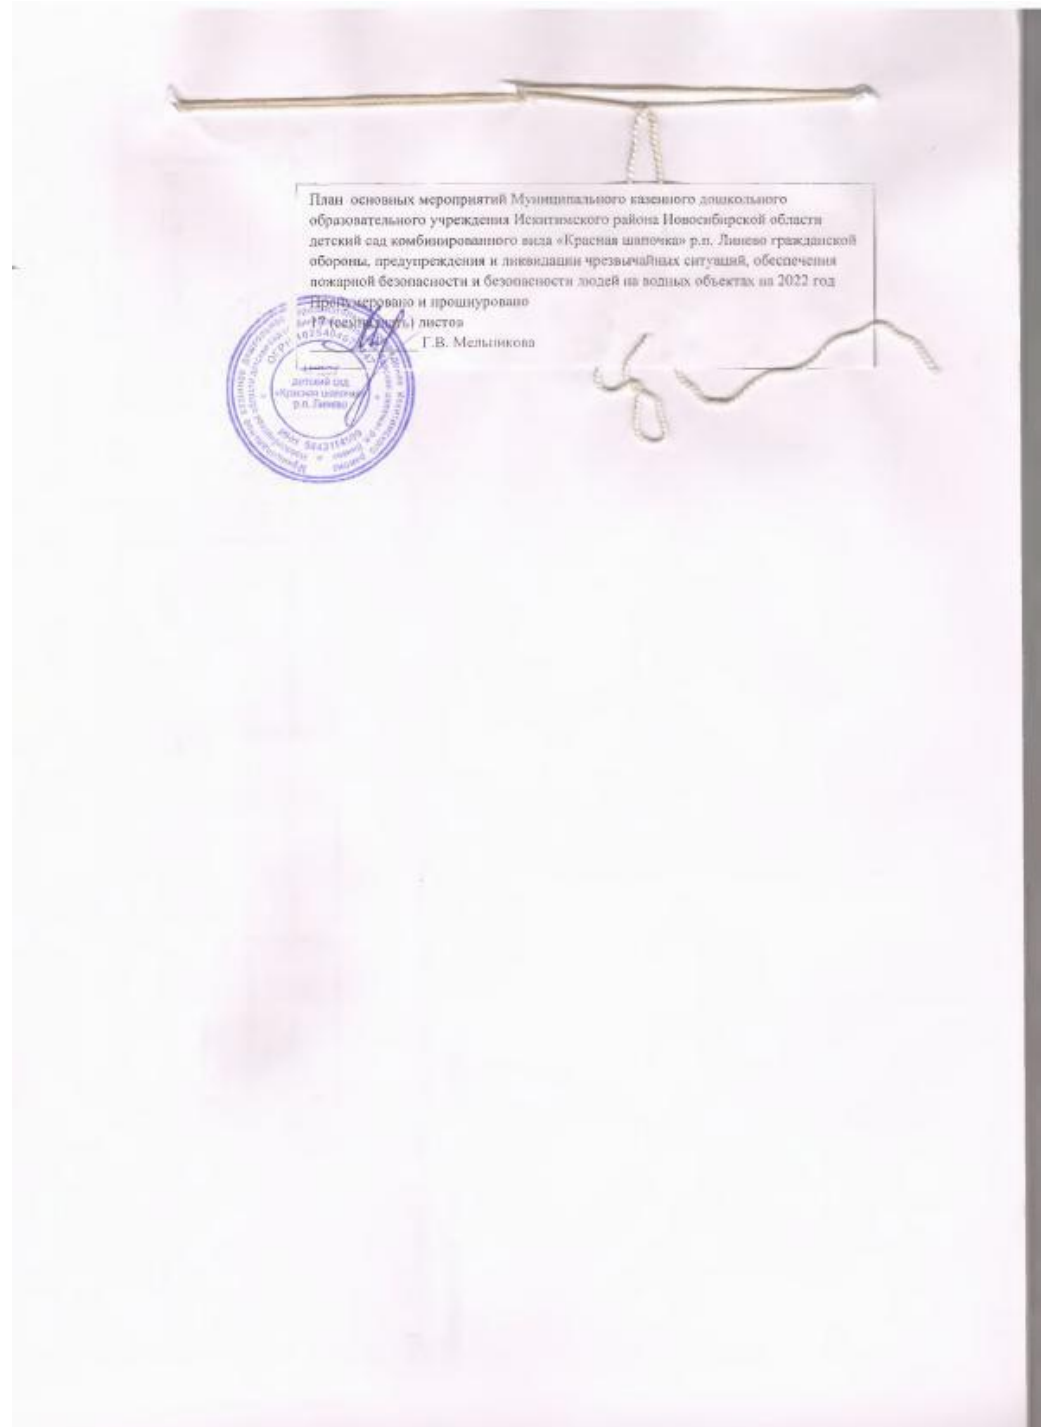 План основных мероприятий Муниципального казенного дошкольного
образовательного учреждения Искитимского района Новосибирской области
детский сад комбинированного вида «Красная шапочка» р.п. Линево гражданской
обороны, предупреждения и ликвидации чрезвычайных ситуаций, обеспечения
пожарной безопасности и безопасности людей на водных объектах на 2022 год
Пронумеровано и прошнуровано
17 (семнадцать) листов
Г.В. Мельникова
детский сад
«Красная шапочка»
р.п. Линево
ИНН 5443114599